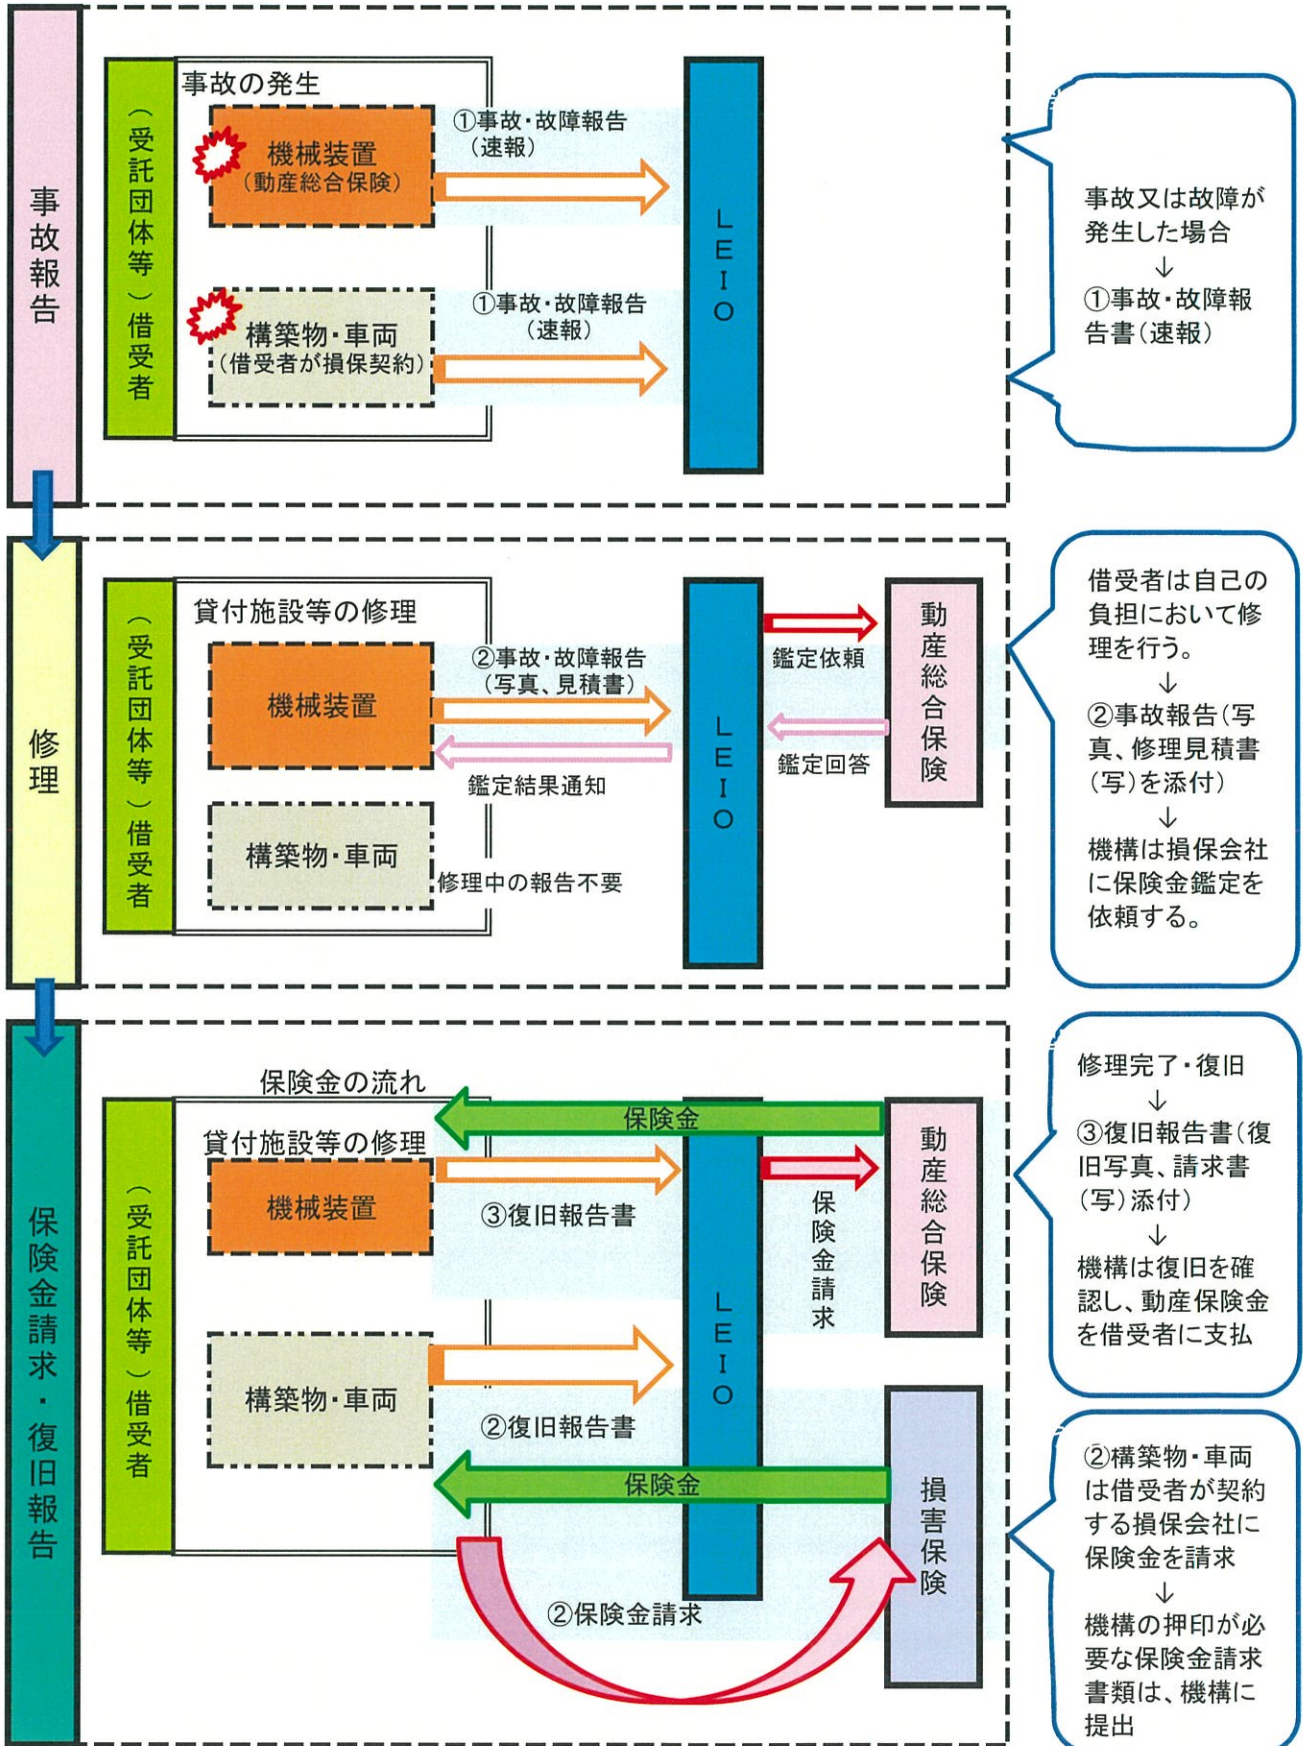 事故報告
(受託団体等)借受者
事故の発生
機械装置
(動産総合保険)
①事故・故障報告
(速報)
構築物・車両
(借受者が損保契約)
①事故・故障報告
(速報)
LEIO
事故又は故障が
発生した場合
↓
①事故・故障報
告書(速報)
修理
(受託団体等)借受者
貸付施設等の修理
機械装置
②事故・故障報告
(写真、見積書)
鑑定結果通知
構築物・車両
修理中の報告不要
LEIO
鑑定依頼
鑑定回答
動産総合保険
借受者は自己の
負担において修
理を行う。
↓
②事故報告(写
真、修理見積書
(写)を添付)
↓
機構は損保会社
に保険金鑑定を
依頼する。
保険金請求・復旧報告
(受託団体等)借受者
保険金の流れ
保険金
貸付施設等の修理
機械装置
③復旧報告書
構築物・車両
②復旧報告書
保険金
②保険金請求
LEIO
保険金請求
動産総合保険
損害保険
修理完了・復旧
↓
③復旧報告書(復
旧写真、請求書
(写)添付)
↓
機構は復旧を確
認し、動産保険金
を借受者に支払
②構築物・車両
は借受者が契約
する損保会社に
保険金を請求
↓
機構の押印が必
要な保険金請求
書類は、機構に
提出